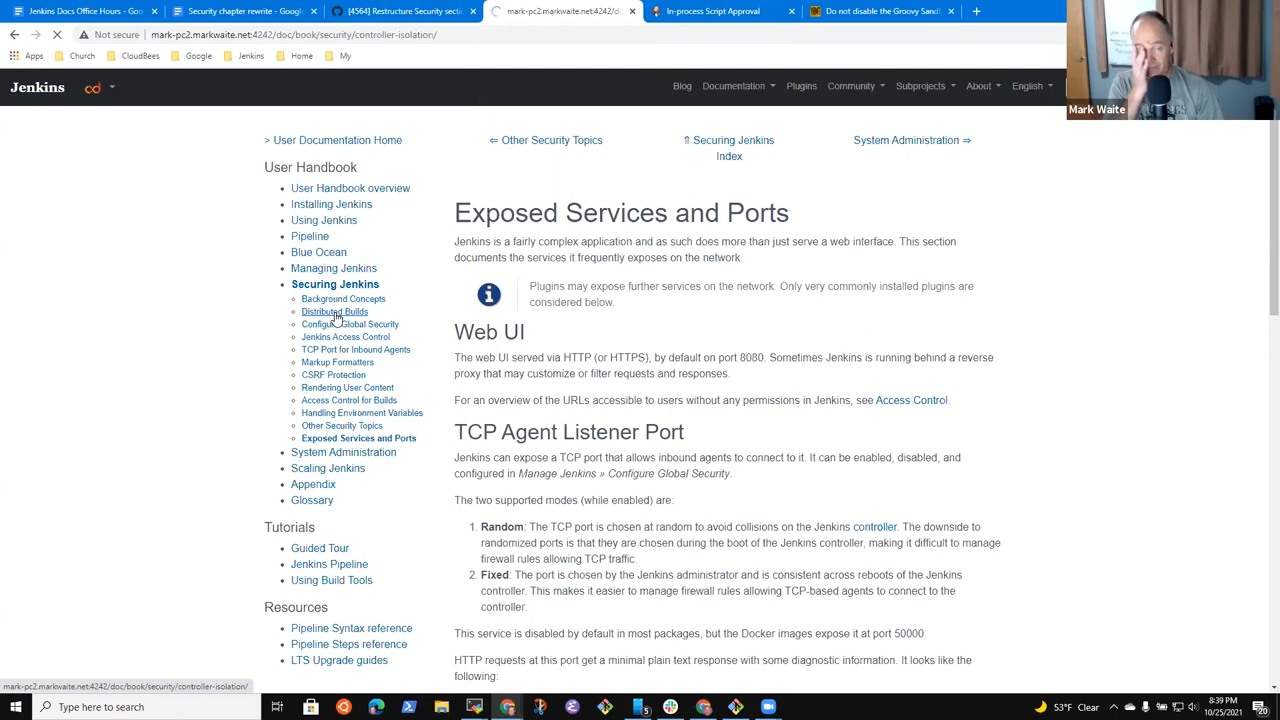 Jenkins Docs Office Hours - Goo
Security chapter rewrite - Google
[4564] Restructure Security secti
mark-pc2.markwaite.net:4242/d
In-process Script Approval
Do not disable the Groovy Sand
Not secure
mark-pc2.markwaite.net:4242/doc/book/security/controller-isolation/
Apps
Church
CloudBees
Google
Jenkins
Home
My
Mark Waite
Jenkins
cd
Blog
Documentation
Plugins
Community
Subprojects
About
English
> User Documentation Home
⇐ Other Security Topics
⇑ Securing Jenkins
Index
System Administration ⇒
User Handbook
User Handbook overview
Installing Jenkins
Using Jenkins
Pipeline
Blue Ocean
Managing Jenkins
Securing Jenkins
Background Concepts
Distributed Builds
Configure Global Security
Jenkins Access Control
TCP Port for Inbound Agents
Markup Formatters
CSRF Protection
Rendering User Content
Access Control for Builds
Handling Environment Variables
Other Security Topics
Exposed Services and Ports
System Administration
Scaling Jenkins
Appendix
Glossary
Tutorials
Guided Tour
Jenkins Pipeline
Using Build Tools
Resources
Pipeline Syntax reference
Pipeline Steps reference
LTS Upgrade guides
Exposed Services and Ports
Jenkins is a fairly complex application and as such does more than just serve a web interface. This section
documents the services it frequently exposes on the network.
Plugins may expose further services on the network. Only very commonly installed plugins are
considered below.
Web UI
The web UI served via HTTP (or HTTPS), by default on port 8080. Sometimes Jenkins is running behind a reverse
proxy that may customize or filter requests and responses.
For an overview of the URLs accessible to users without any permissions in Jenkins, see Access Control.
TCP Agent Listener Port
Jenkins can expose a TCP port that allows inbound agents to connect to it. It can be enabled, disabled, and
configured in Manage Jenkins » Configure Global Security.
The two supported modes (while enabled) are:
1. Random: The TCP port is chosen at random to avoid collisions on the Jenkins controller. The downside to
randomized ports is that they are chosen during the boot of the Jenkins controller, making it difficult to manage
firewall rules allowing TCP traffic.
2. Fixed: The port is chosen by the Jenkins administrator and is consistent across reboots of the Jenkins
controller. This makes it easier to manage firewall rules allowing TCP-based agents to connect to the
controller.
This service is disabled by default in most packages, but the Docker images expose it at port 50000.
HTTP requests at this port get a minimal plain text response with some diagnostic information. It looks like the
following:
mark-pc2.markwaite.net:4242/doc/book/security/controller-isolation/
Type here to search
5
53°F Clear
8:39 PM
10/25/2021
20